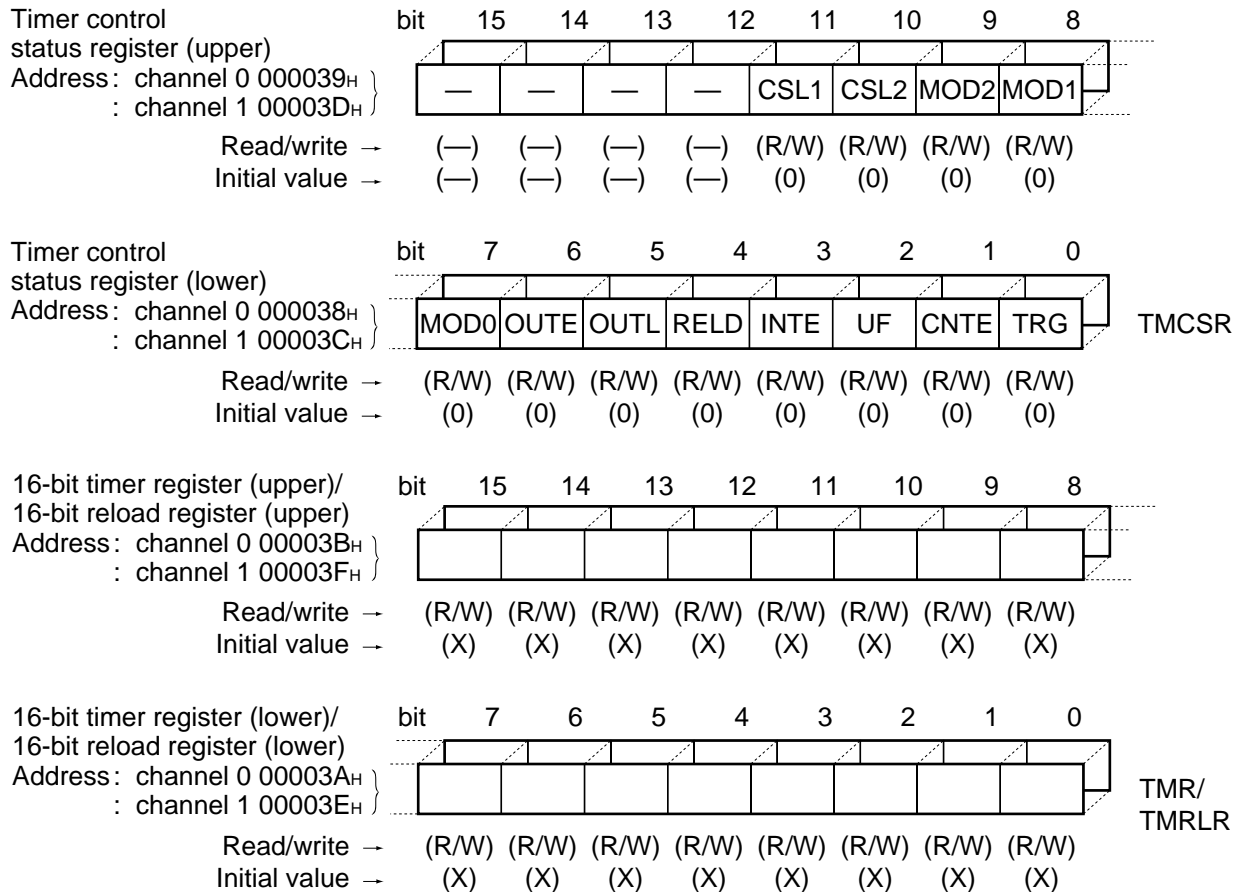 Timer control bit 15 14 13 12 11 10 9 8
status register (upper)
Address: channel 0 000039H — — — — CSL1 CSL2 MOD2 MOD1
: channel 1 00003DH
Read/write → (—) (—) (—) (—) (R/W) (R/W) (R/W) (R/W)
Initial value → (—) (—) (—) (—) (0) (0) (0) (0)
Timer control bit 7 6 5 4 3 2 1 0
status register (lower)
Address: channel 0 000038H MOD0 OUTE OUTL RELD INTE UF CNTE TRG TMCSR
: channel 1 00003CH
Read/write → (R/W) (R/W) (R/W) (R/W) (R/W) (R/W) (R/W) (R/W)
Initial value → (0) (0) (0) (0) (0) (0) (0) (0)
16-bit timer register (upper)/ bit 15 14 13 12 11 10 9 8
16-bit reload register (upper)
Address: channel 0 00003BH
: channel 1 00003FH
Read/write → (R/W) (R/W) (R/W) (R/W) (R/W) (R/W) (R/W) (R/W)
Initial value → (X) (X) (X) (X) (X) (X) (X) (X)
16-bit timer register (lower)/ bit 7 6 5 4 3 2 1 0
16-bit reload register (lower)
Address: channel 0 00003AH TMR/
: channel 1 00003EH TMRLR
Read/write → (R/W) (R/W) (R/W) (R/W) (R/W) (R/W) (R/W) (R/W)
Initial value → (X) (X) (X) (X) (X) (X) (X) (X)